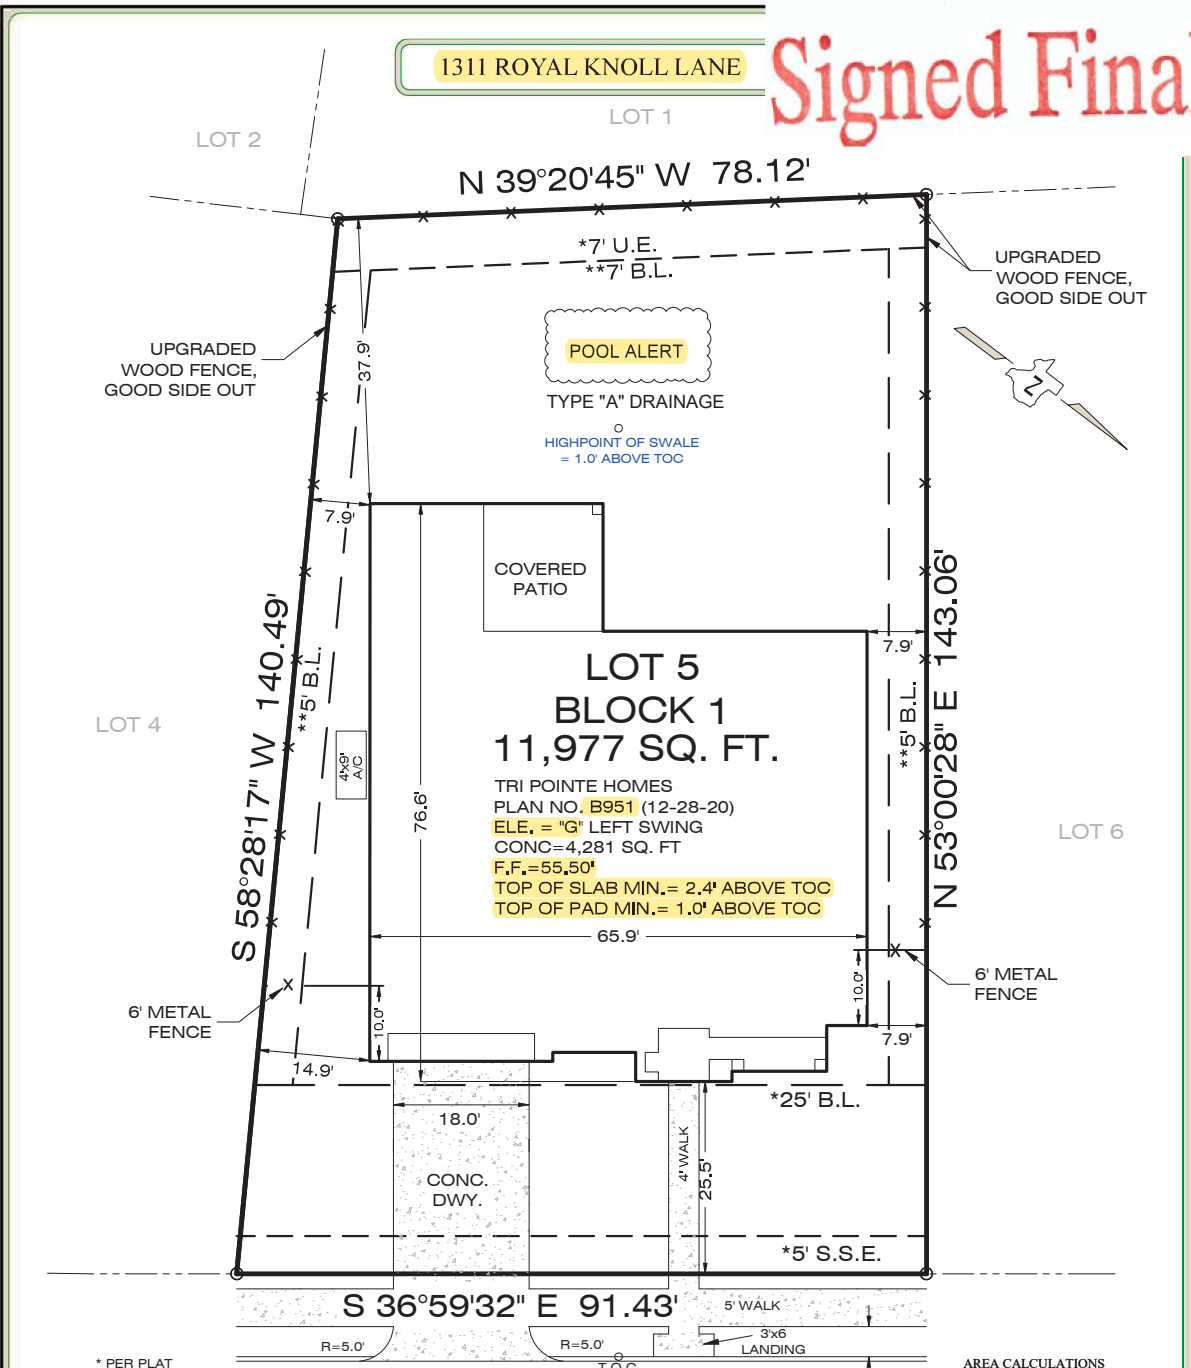 1311 ROYAL KNOLL LANE
Signed Fina
LOT 1
LOT 2
N 39°20'45" W 78.12'
*7' U.E.
**7' B.L.
UPGRADED
WOOD FENCE,
GOOD SIDE OUT
UPGRADED
WOOD FENCE,
GOOD SIDE OUT
37.9'
POOL ALERT
TYPE "A" DRAINAGE
HIGHPOINT OF SWALE
= 1.0' ABOVE TOC
N
7.9'
COVERED
PATIO
S 58°28'17" W 140.49'
**5' B.L.
N 53°00'28" E 143.06'
7.9'
**5' B.L.
LOT 4
LOT 5
BLOCK 1
11,977 SQ. FT.
4'x9'
A/C
76.6'
TRI POINTE HOMES
PLAN NO. B951 (12-28-20)
ELE. = "G" LEFT SWING
CONC=4,281 SQ. FT
F.F.=55.50'
TOP OF SLAB MIN.= 2.4' ABOVE TOC
TOP OF PAD MIN.= 1.0' ABOVE TOC
LOT 6
65.9'
6' METAL
FENCE
10.0'
10.0'
6' METAL
FENCE
7.9'
14.9'
*25' B.L.
18.0'
4' WALK
25.5'
CONC.
DWY.
*5' S.S.E.
S 36°59'32" E 91.43'
5' WALK
R=5.0'
R=5.0'
3'x6
LANDING
T.O.C
* PER PLAT
AREA CALCULATIONS